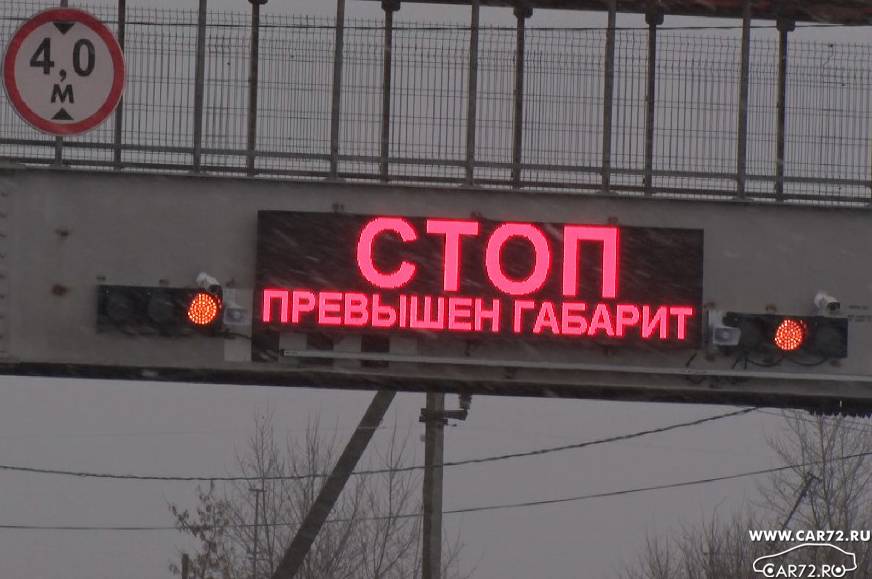 4,0
м
СТОП
ПРЕВЫШЕН ГАБАРИТ
WWW.CAR72.RU
CAR72.RU